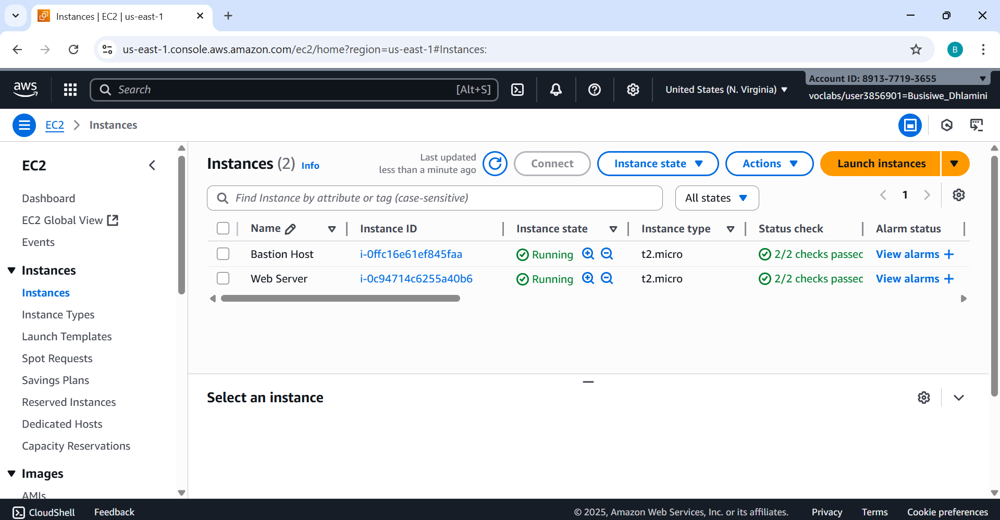 Instances | EC2 | us-east-1
us-east-1.console.aws.amazon.com/ec2/home?region=us-east-1#Instances:
B
aws
Search
[Alt+S]
United States (N. Virginia)
Account ID: 8913-7719-3655
voclabs/user3856901=Busisiwe_Dhlamini
EC2
Instances
EC2
Dashboard
EC2 Global View
Events
Instances
Instances
Instance Types
Launch Templates
Spot Requests
Savings Plans
Reserved Instances
Dedicated Hosts
Capacity Reservations
Images
AMIs
Instances (2) Info
Last updated
less than a minute ago
Connect
Instance state
Actions
Launch instances
Find Instance by attribute or tag (case-sensitive)
All states
1
Name Instance ID Instance state Instance type Status check Alarm status
Bastion Host i-0ffc16e61ef845faa Running t2.micro 2/2 checks passed View alarms +
Web Server i-0c94714c6255a40b6 Running t2.micro 2/2 checks passed View alarms +
Select an instance
CloudShell Feedback © 2025, Amazon Web Services, Inc. or its affiliates. Privacy Terms Cookie preferences